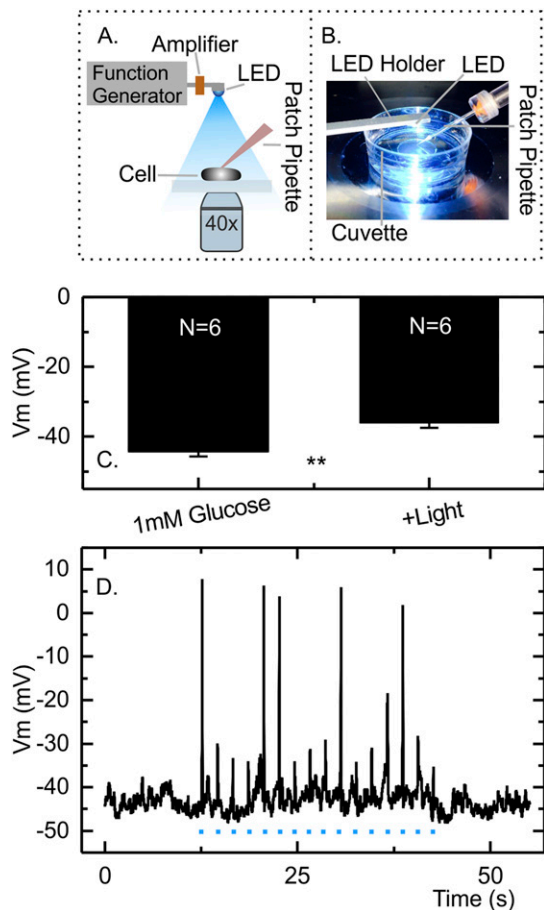 A.
Amplifier
Function
Generator
LED
Patch Pipette
Cell
40x
B.
LED Holder
LED
Patch Pipette
Cuvette
0
-20
-40
Vm (mV)
N=6
N=6
C.
**
1mM Glucose
+Light
10
0
-10
-20
-30
-40
-50
Vm (mV)
D.
0
25
50
Time (s)